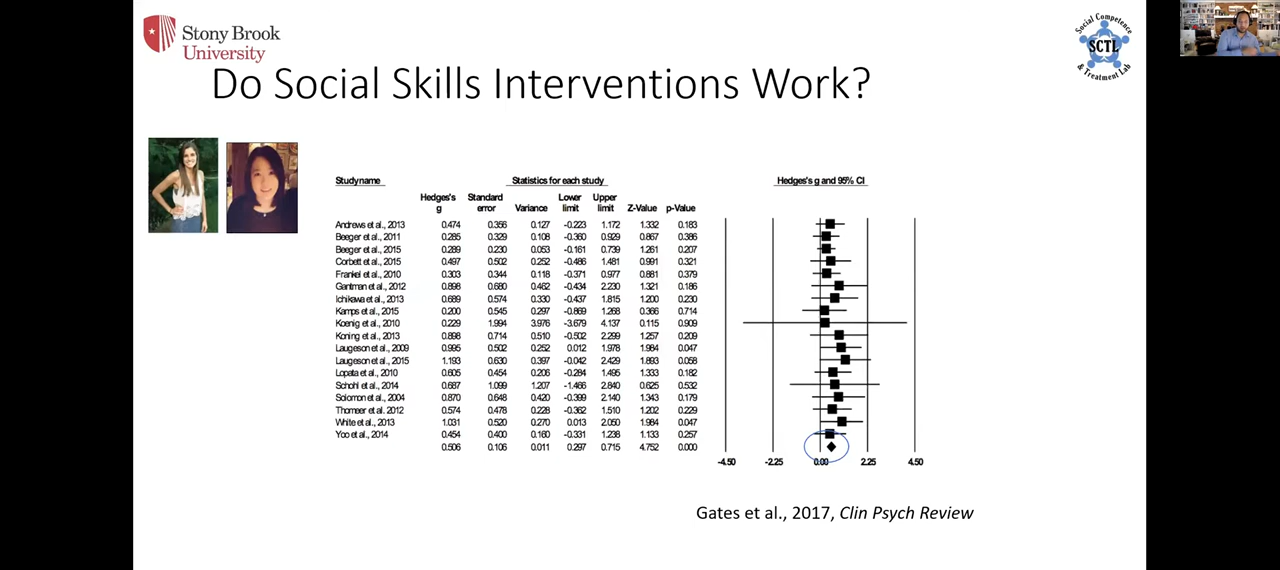 Stony Brook
University
Social Competence
SCTL
& Treatment Lab
Do Social Skills Interventions Work?
Study name Statistics for each study Hedges's g and 95% CI
Hedges's g Standard error Variance Lower limit Upper limit Z-Value p-Value
Andrews et al., 2013 0.474 0.356 0.127 -0.223 1.172 1.332 0.183
Beeger et al., 2011 0.285 0.329 0.108 -0.360 0.929 0.867 0.386
Beeger et al., 2015 0.289 0.230 0.053 -0.161 0.739 1.261 0.207
Corbett et al., 2015 0.497 0.502 0.252 -0.486 1.481 0.991 0.321
Frankel et al., 2010 0.303 0.344 0.118 -0.371 0.977 0.881 0.379
Gantman et al., 2012 0.898 0.680 0.462 -0.434 2.230 1.321 0.186
Ichikawa et al., 2013 0.689 0.574 0.330 -0.437 1.815 1.200 0.230
Kamps et al., 2015 0.200 0.545 0.297 -0.869 1.268 0.366 0.714
Koenig et al., 2010 0.229 1.994 3.976 -3.679 4.137 0.115 0.909
Koning et al., 2013 0.898 0.714 0.510 -0.502 2.299 1.257 0.209
Laugeson et al., 2009 0.995 0.502 0.252 0.012 1.978 1.984 0.047
Laugeson et al., 2015 1.193 0.630 0.397 -0.042 2.429 1.893 0.058
Lopata et al., 2010 0.605 0.454 0.206 -0.284 1.495 1.333 0.182
Schohl et al., 2014 0.687 1.099 1.207 -1.466 2.840 0.625 0.532
Solomon et al., 2004 0.870 0.648 0.420 -0.399 2.140 1.343 0.179
Thomeer et al. 2012 0.574 0.478 0.228 -0.362 1.510 1.202 0.229
White et al., 2013 1.031 0.520 0.270 0.013 2.050 1.984 0.047
Yoo et al., 2014 0.454 0.400 0.160 -0.331 1.238 1.133 0.257
0.506 0.106 0.011 0.297 0.715 4.752 0.000
-4.50 -2.25 0.00 2.25 4.50
Gates et al., 2017, Clin Psych Review